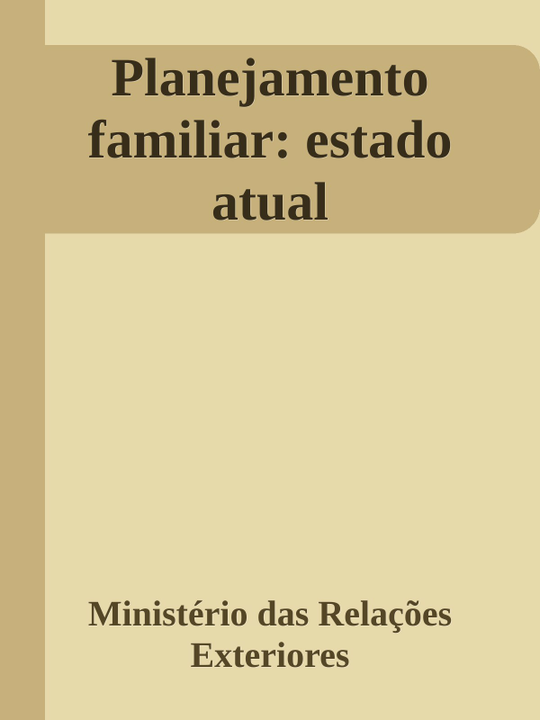 Planejamento
familiar: estado
atual
Ministério das Relações
Exteriores